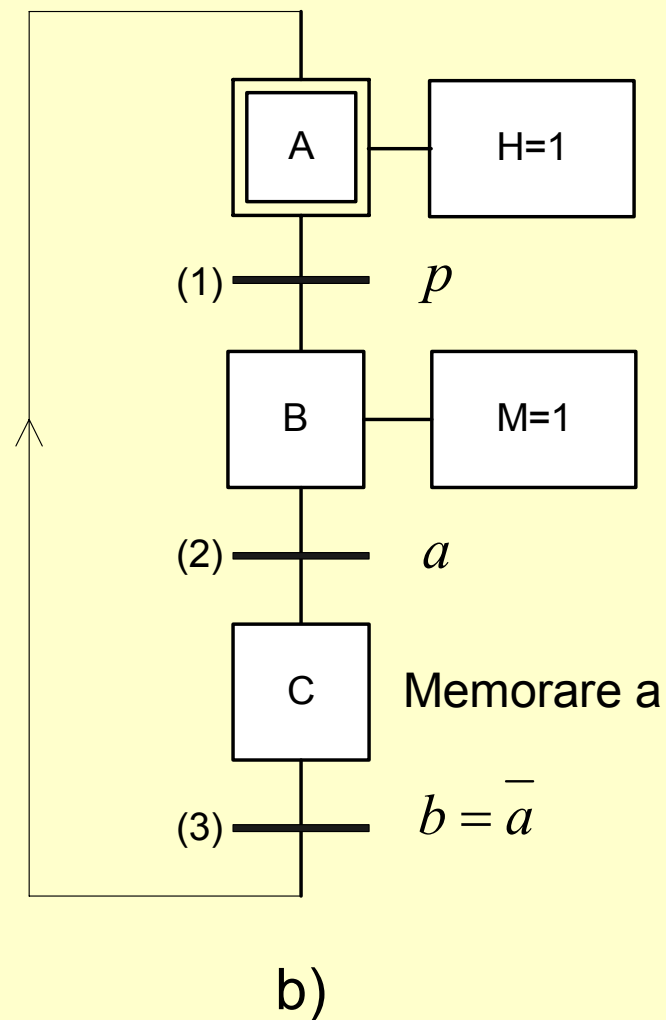 A
H=1
(1)
p
B
M=1
(2)
a
C
Memorare a
(3)
b = a̅
b)